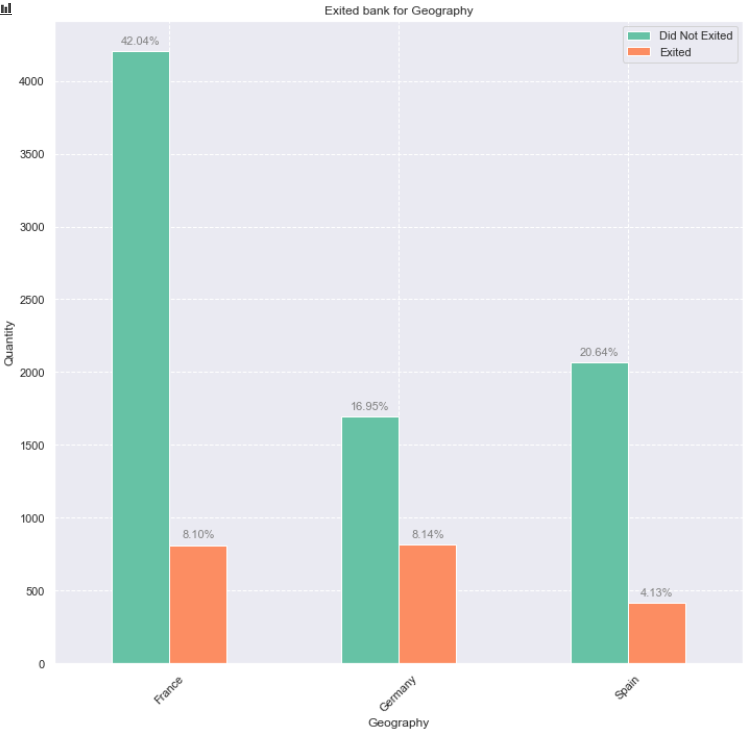 Exited bank for Geography
Did Not Exited
Exited
42.04%
4000
3500
3000
2500
20.64%
2000
16.95%
1500
1000
8.10%
8.14%
500
4.13%
0
Quantity
France
Germany
Spain
Geography